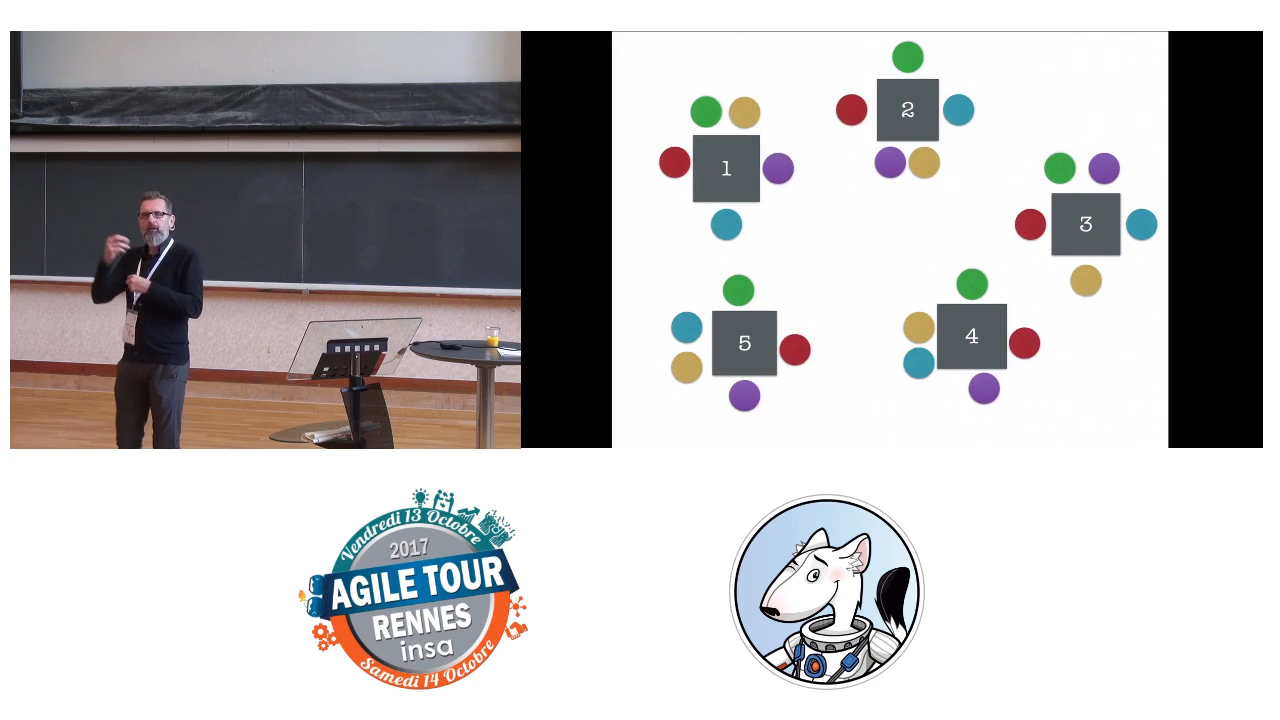 2
1
3
4
5
Vendredi 13 Octobre
2017
AGILE TOUR
RENNES
insa
Samedi 14 Octobre